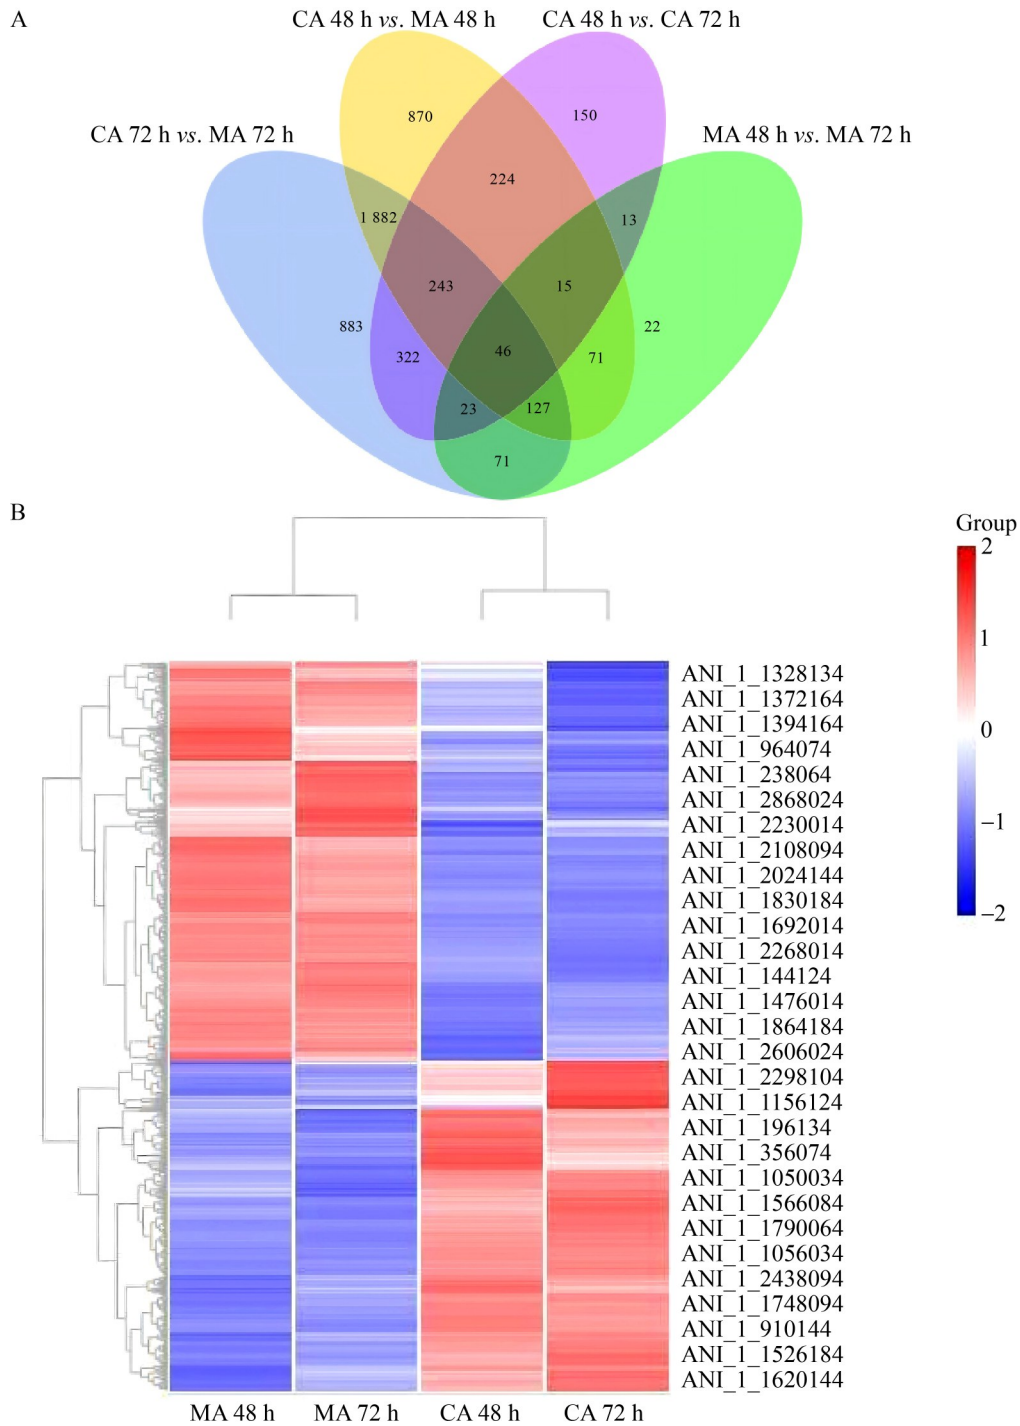 A
CA 48 h vs. MA 48 h
CA 48 h vs. CA 72 h
CA 72 h vs. MA 72 h
MA 48 h vs. MA 72 h
870
150
224
1 882
13
243
15
883
22
322
46
71
23
127
71
B
Group
2
1
0
−1
−2
ANI_1_1328134
ANI_1_1372164
ANI_1_1394164
ANI_1_964074
ANI_1_238064
ANI_1_2868024
ANI_1_2230014
ANI_1_2108094
ANI_1_2024144
ANI_1_1830184
ANI_1_1692014
ANI_1_2268014
ANI_1_144124
ANI_1_1476014
ANI_1_1864184
ANI_1_2606024
ANI_1_2298104
ANI_1_1156124
ANI_1_196134
ANI_1_356074
ANI_1_1050034
ANI_1_1566084
ANI_1_1790064
ANI_1_1056034
ANI_1_2438094
ANI_1_1748094
ANI_1_910144
ANI_1_1526184
ANI_1_1620144
MA 48 h
MA 72 h
CA 48 h
CA 72 h